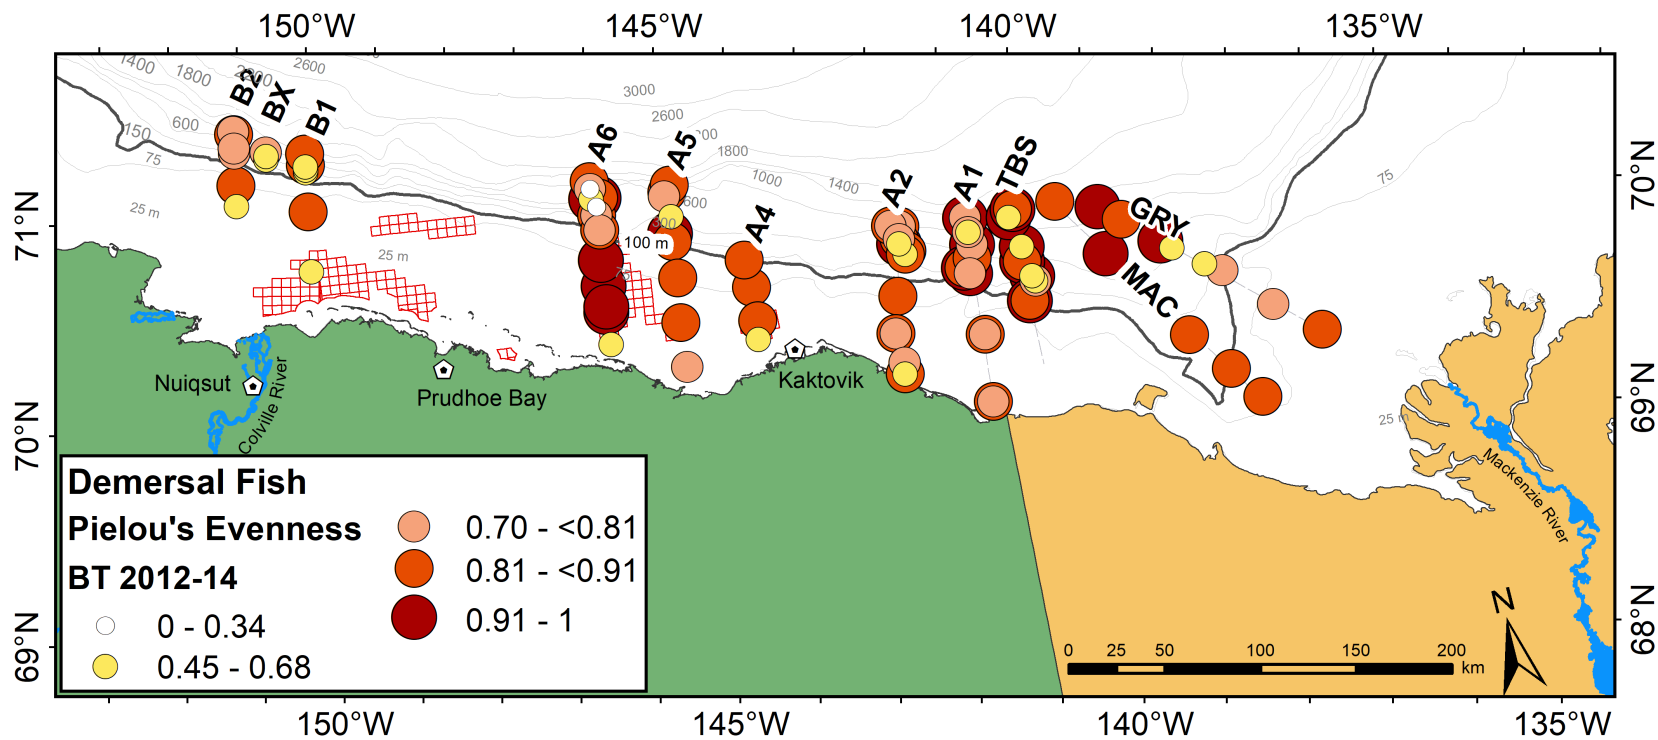 150°W 145°W 140°W 135°W
1400 1800 2200 2600
3000
2600
1800
1000 1400
600
600
150
75
75
25 m
25 m
25 m
100 m
B2 BX B1 A6 A5 A4 A2 A1 TBS GRY MAC
71°N
70°N
69°N
70°N
69°N
68°N
Nuiqsut
Colville River
Prudhoe Bay
Kaktovik
Mackenzie River
Demersal Fish
Pielou's Evenness
BT 2012-14
0 - 0.34
0.45 - 0.68
0.70 - <0.81
0.81 - <0.91
0.91 - 1
N
0 25 50 100 150 200
km
150°W 145°W 140°W 135°W